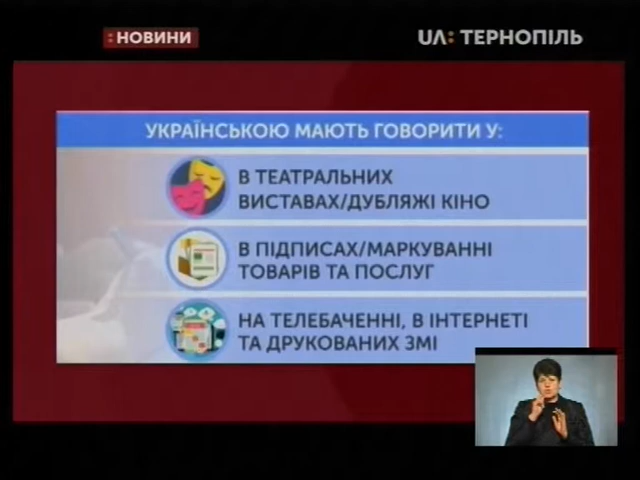 :НОВИНИ
UA: ТЕРНОПІЛЬ
УКРАЇНСЬКОЮ МАЮТЬ ГОВОРИТИ У:
В ТЕАТРАЛЬНИХ
ВИСТАВАХ/ДУБЛЯЖІ КІНО
В ПІДПИСАХ/МАРКУВАННІ
ТОВАРІВ ТА ПОСЛУГ
НА ТЕЛЕБАЧЕННІ, В ІНТЕРНЕТІ
ТА ДРУКОВАНИХ ЗМІ